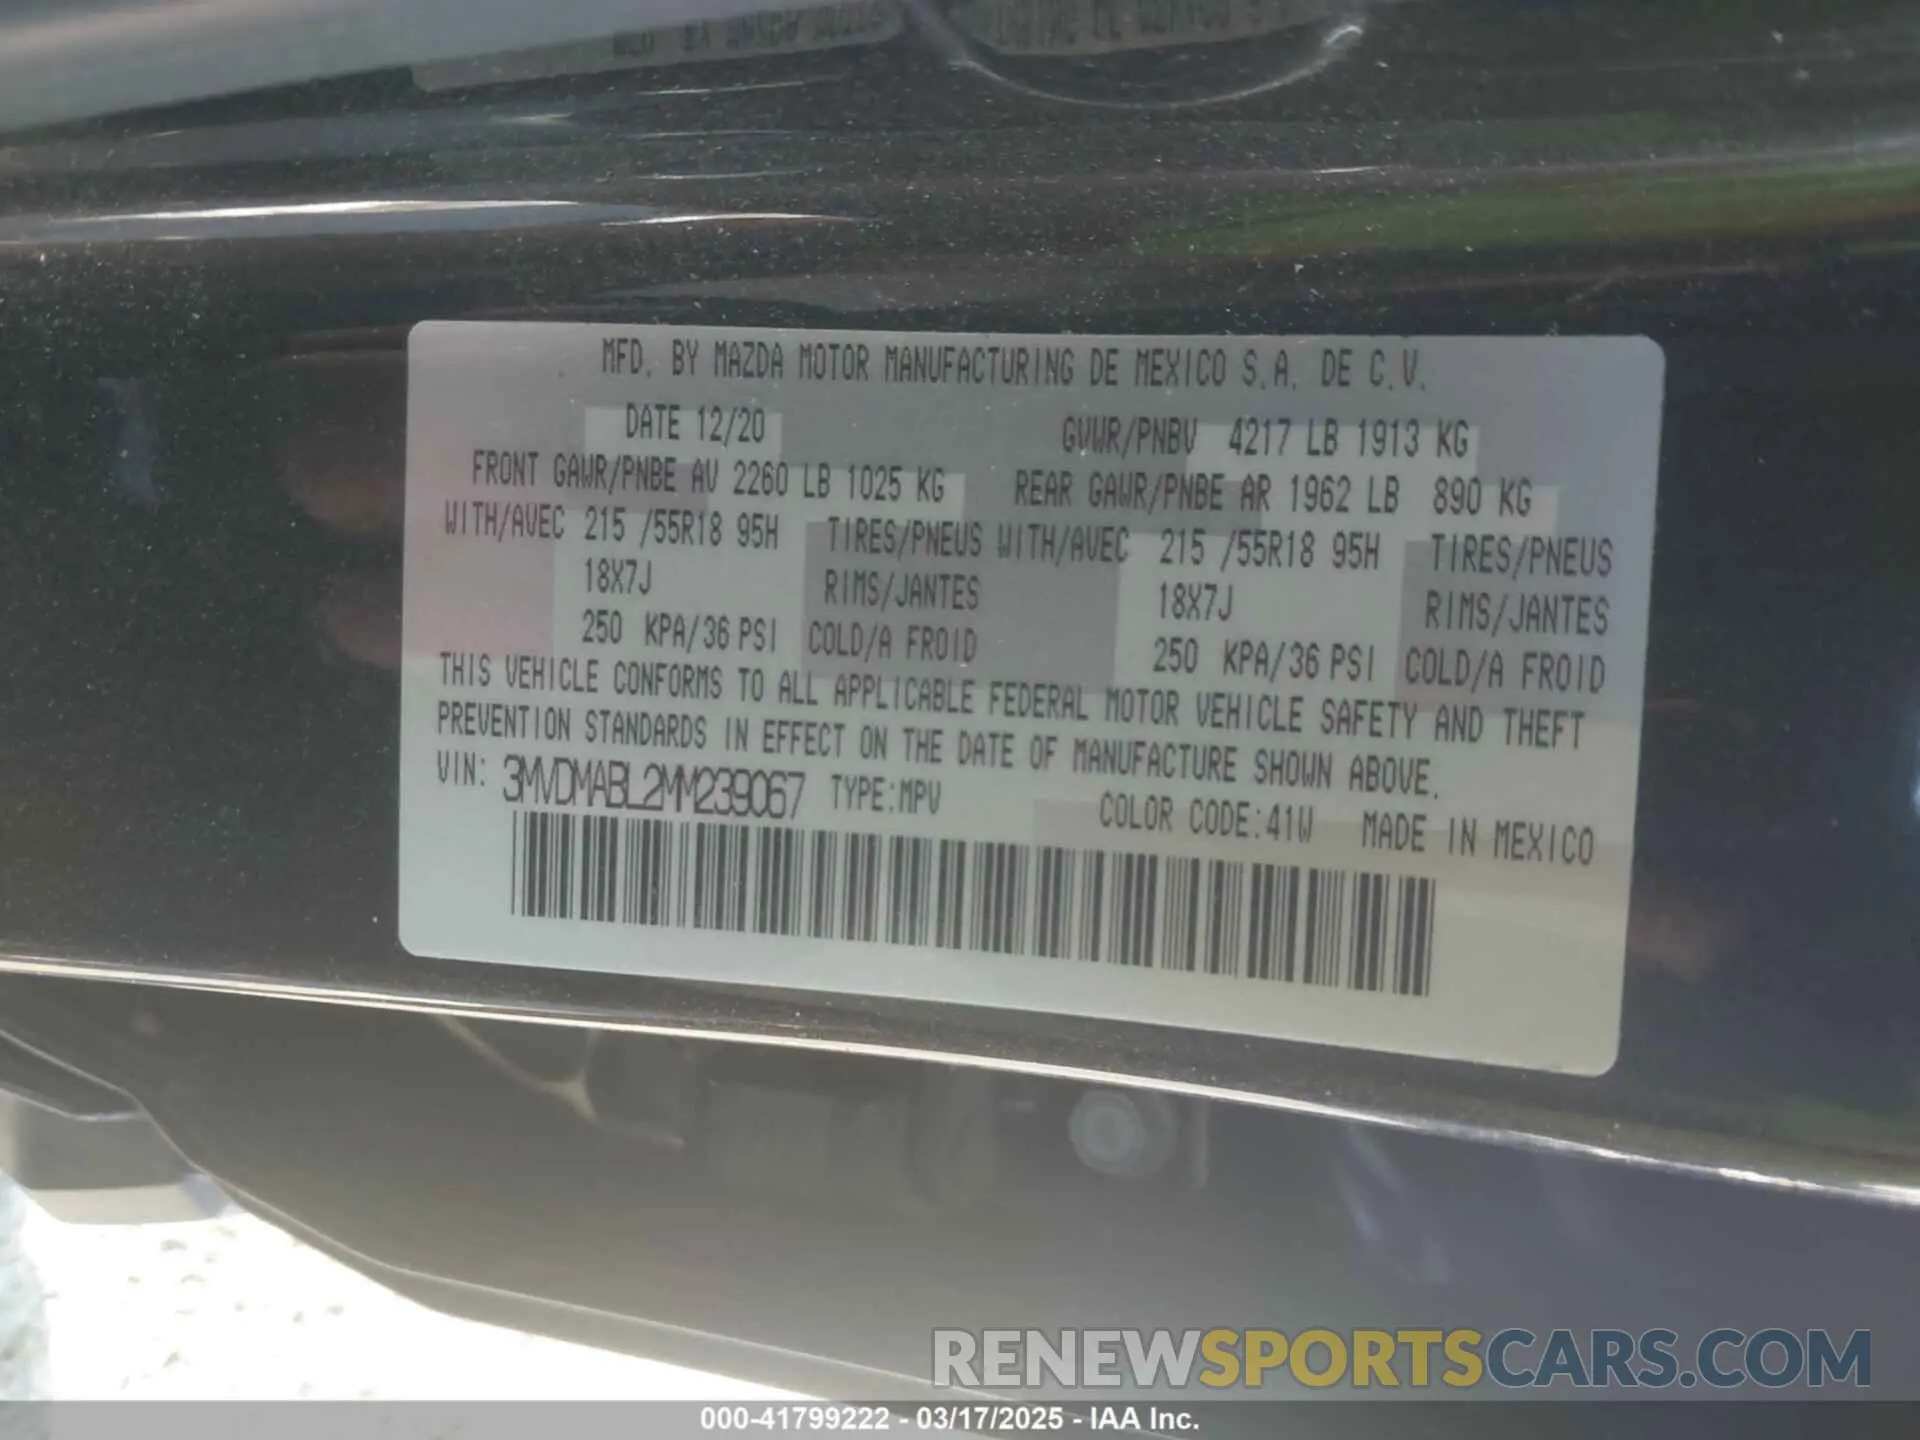 MFD. BY MAZDA MOTOR MANUFACTURING DE MEXICO S.A. DE C.V.
DATE 12/20 GVWR/PNBV 4217 LB 1913 KG
FRONT GAWR/PNBE AV 2260 LB 1025 KG REAR GAWR/PNBE AR 1962 LB 890 KG
WITH/AVEC 215 /55R18 95H TIRES/PNEUS WITH/AVEC 215 /55R18 95H TIRES/PNEUS
18X7J RIMS/JANTES 18X7J RIMS/JANTES
250 KPA/36 PSI COLD/A FROID 250 KPA/36 PSI COLD/A FROID
THIS VEHICLE CONFORMS TO ALL APPLICABLE FEDERAL MOTOR VEHICLE SAFETY AND THEFT
PREVENTION STANDARDS IN EFFECT ON THE DATE OF MANUFACTURE SHOWN ABOVE.
VIN: 3MVDMABL2MM239067 TYPE:MPV COLOR CODE:41W MADE IN MEXICO
RENEWSPORTSCARS.COM
000-41799222 - 03/17/2025 - IAA Inc.